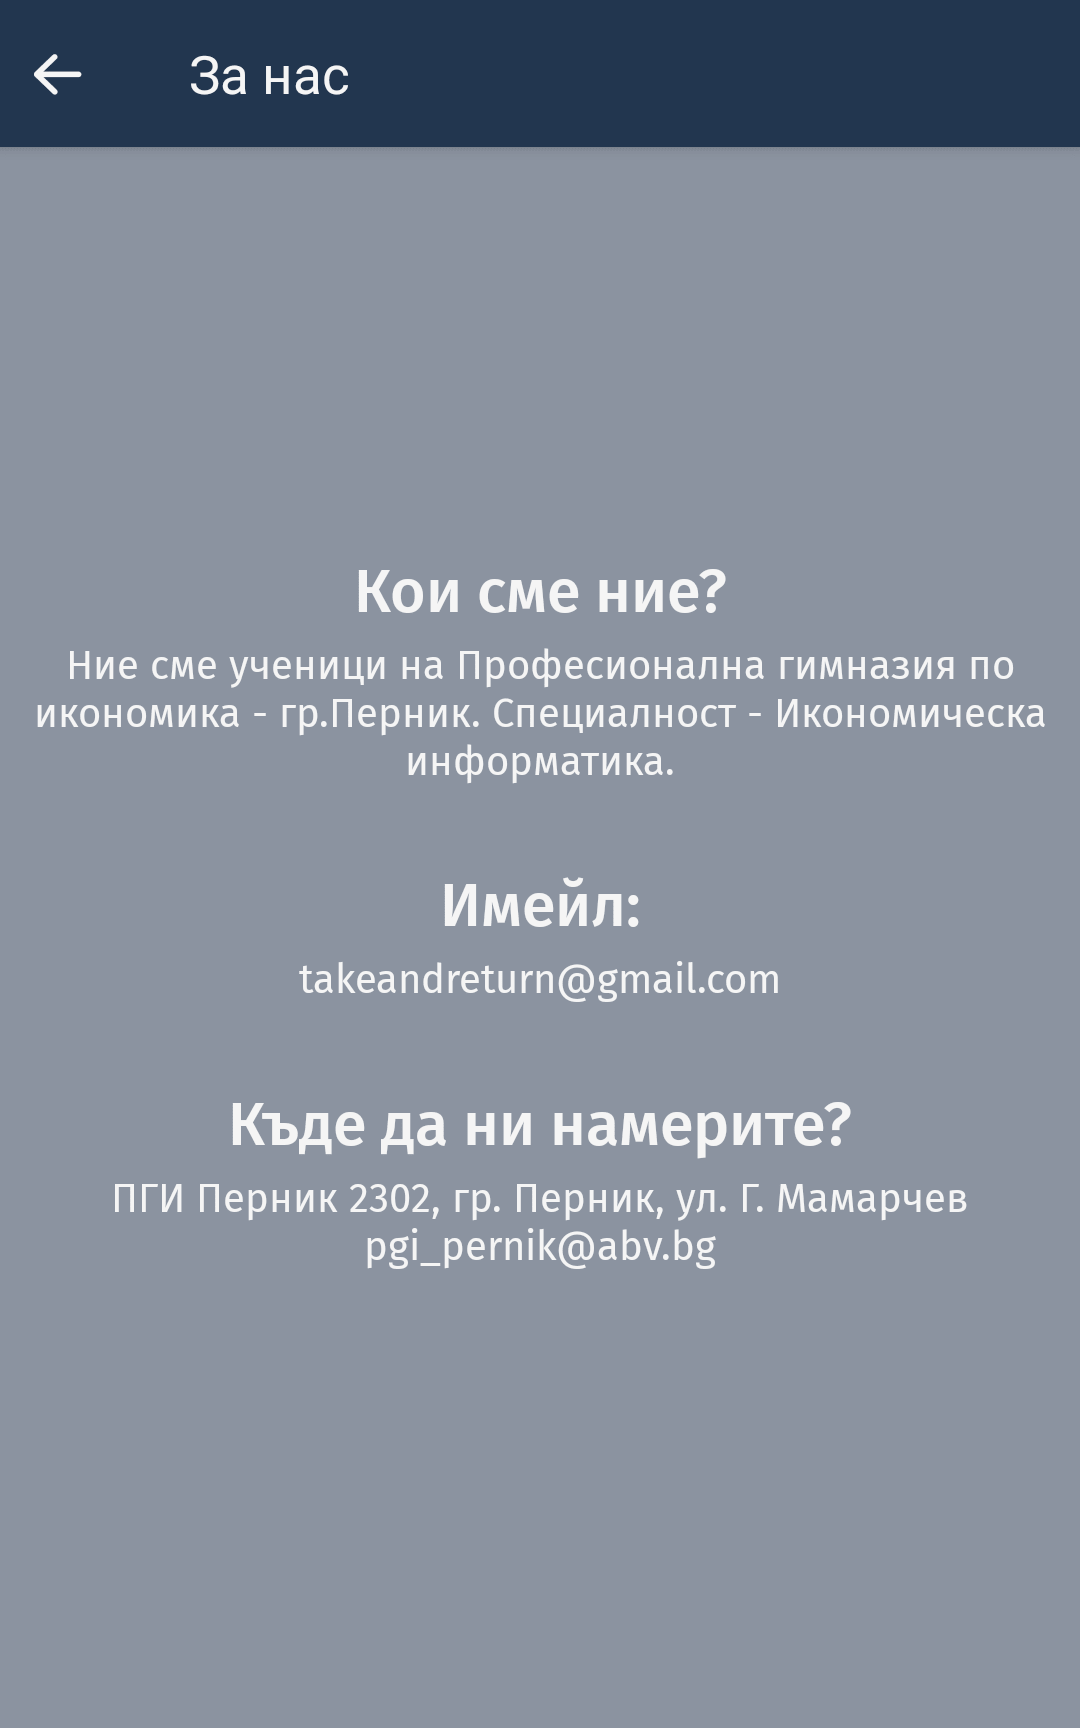 За нас
Кои сме ние?
Ние сме ученици на Професионална гимназия по
икономика - гр.Перник. Специалност - Икономическа
информатика.
Имейл:
takeandreturn@gmail.com
Къде да ни намерите?
ПГИ Перник 2302, гр. Перник, ул. Г. Мамарчев
pgi_pernik@abv.bg